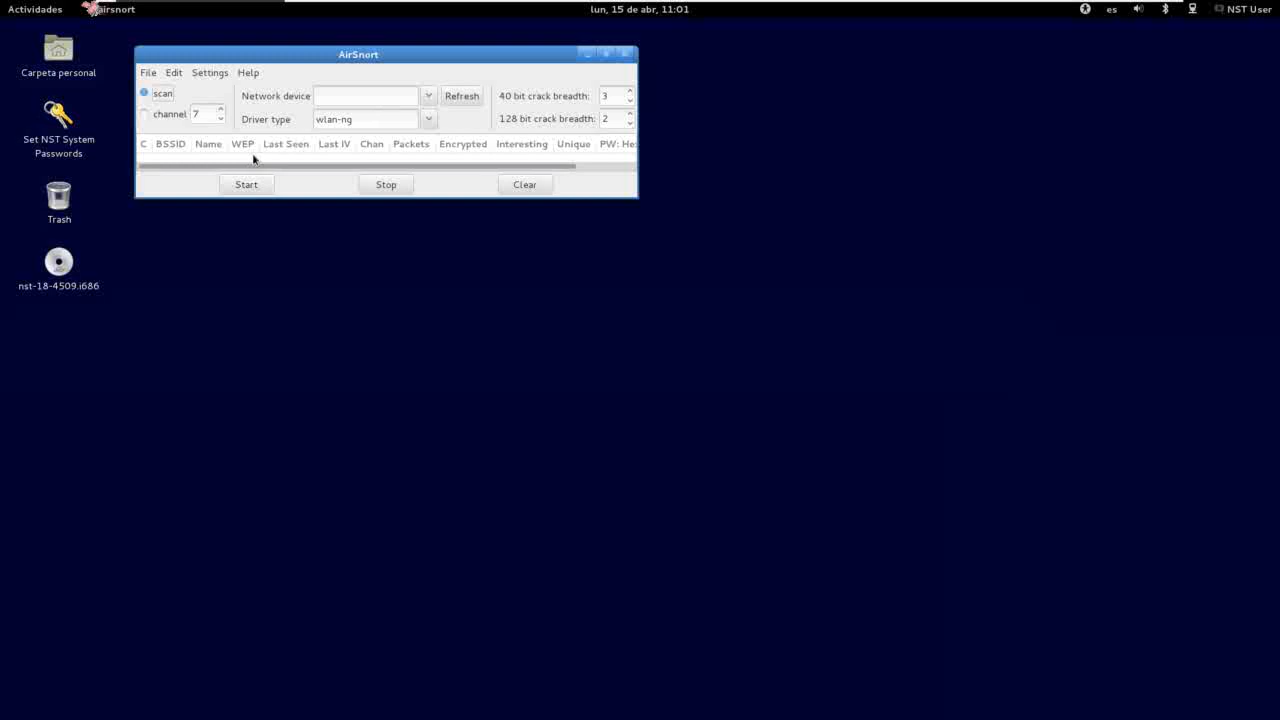 Actividades airsnort lun, 15 de abr, 11:01 es NST User
Carpeta personal
Set NST System
Passwords
Trash
nst-18-4509.i686
AirSnort
File Edit Settings Help
scan Network device Refresh 40 bit crack breadth: 3
channel 7 Driver type wlan-ng 128 bit crack breadth: 2
C BSSID Name WEP Last Seen Last IV Chan Packets Encrypted Interesting Unique PW: He
Start Stop Clear